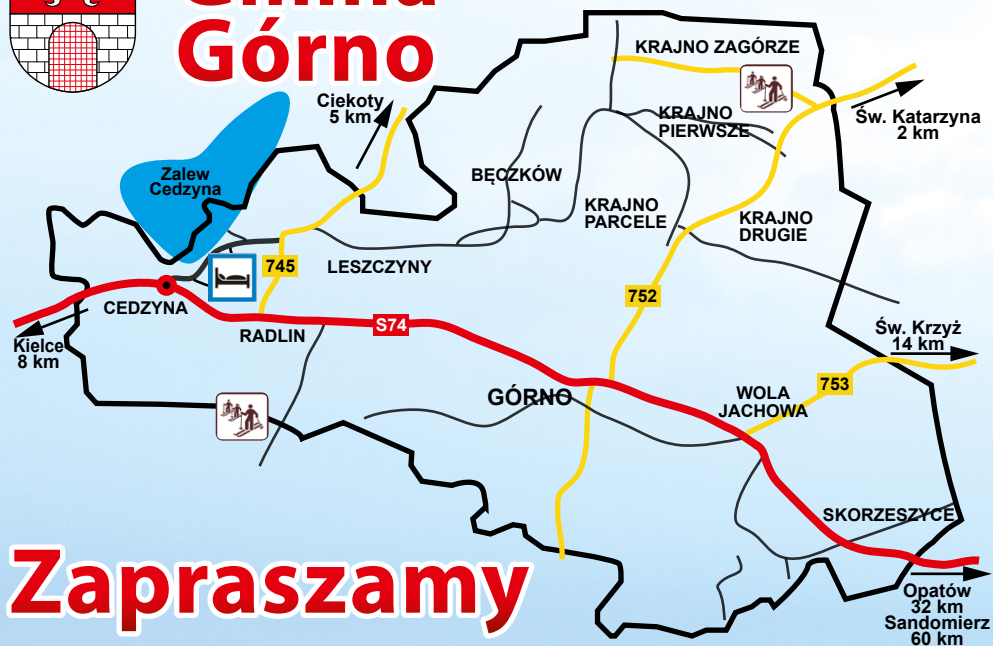 Gmina
Górno
KRAJNO ZAGÓRZE
Ciekoty
5 km
KRAJNO
PIERWSZE
Św. Katarzyna
2 km
Zalew
Cedzyna
BĘCZKÓW
KRAJNO
PARCELE
KRAJNO
DRUGIE
745
LESZCZYNY
752
CEDZYNA
RADLIN
S74
Kielce
8 km
Św. Krzyż
14 km
GÓRNO
WOLA
JACHOWA
753
SKORZESZYCE
Zapraszamy
Opatów
32 km
Sandomierz
60 km